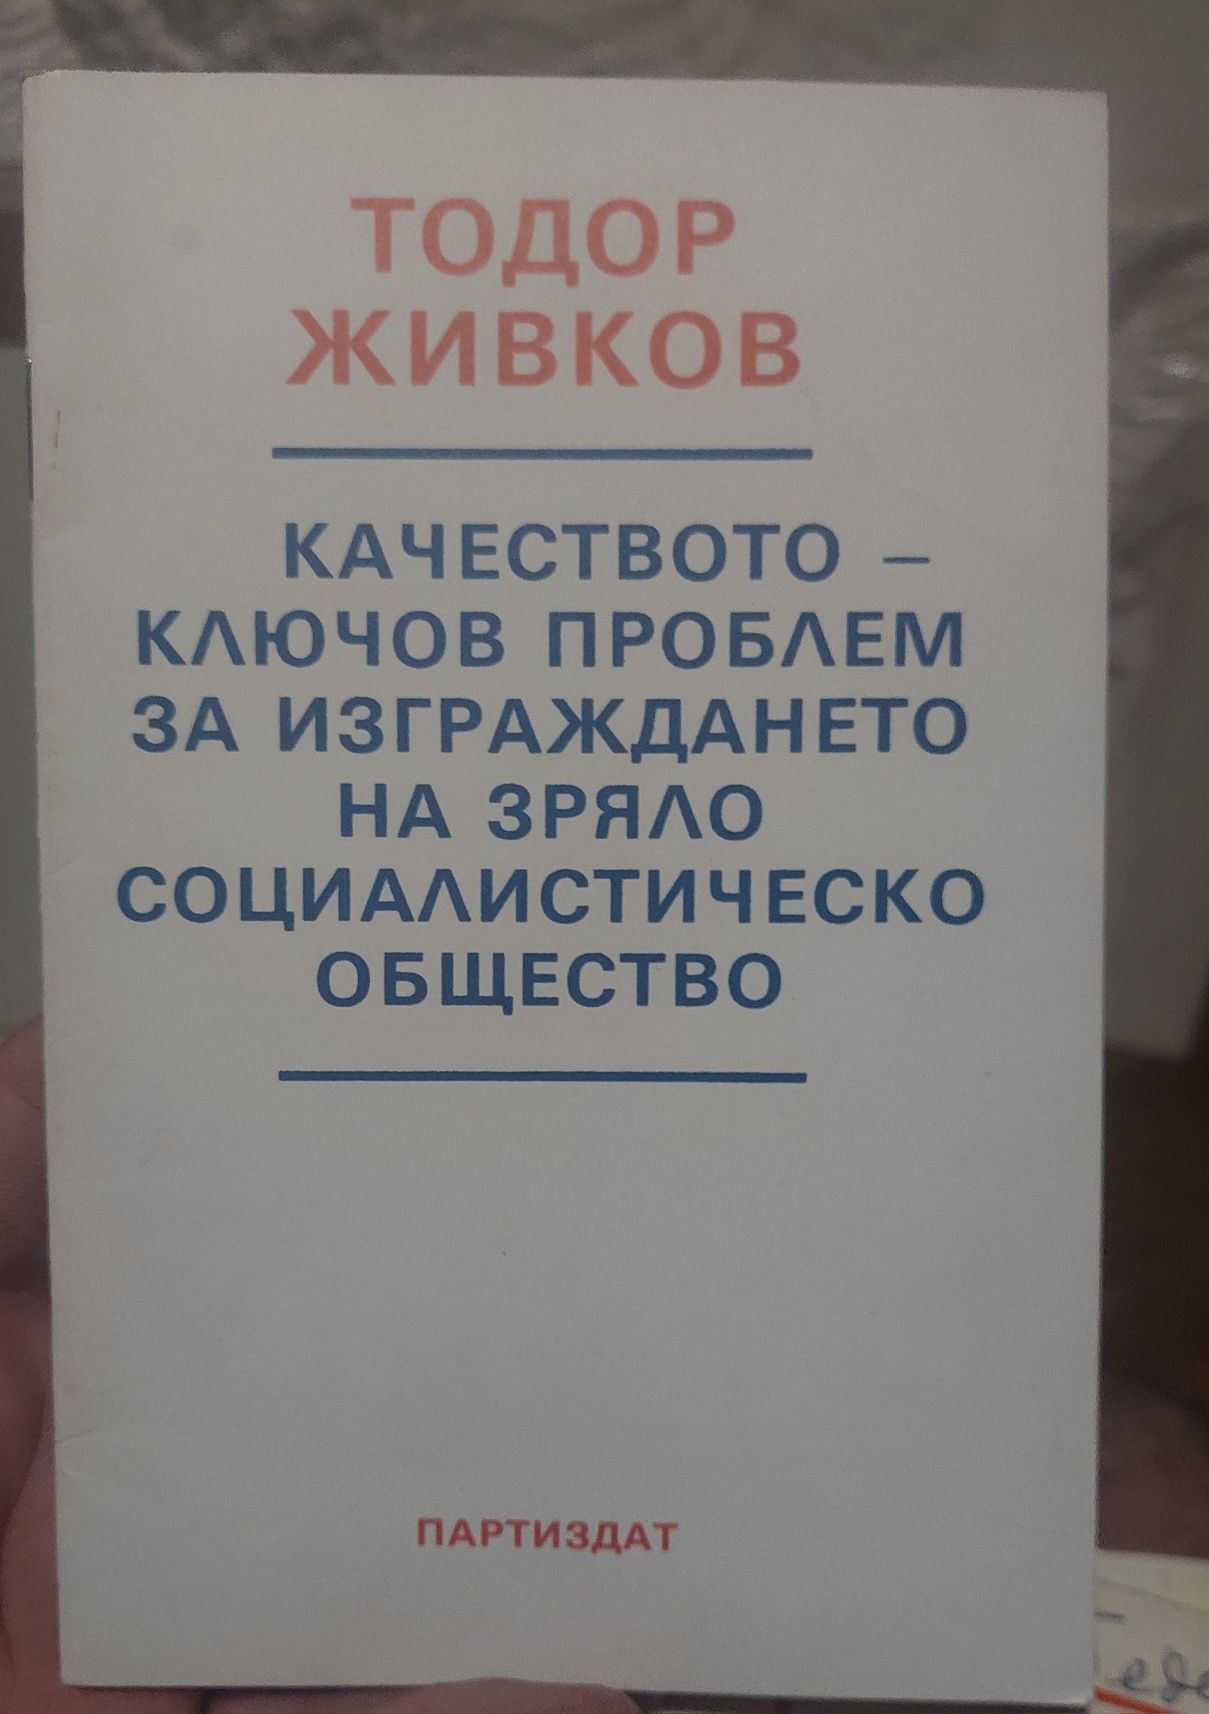 ТОДОР
ЖИВКОВ
КАЧЕСТВОТО –
КЛЮЧОВ ПРОБЛЕМ
ЗА ИЗГРАЖДАНЕТО
НА ЗРЯЛО
СОЦИАЛИСТИЧЕСКО
ОБЩЕСТВО
ПАРТИЗДАТ